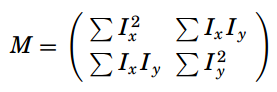 M = ( ∑ I_x^2 ∑ I_x I_y
∑ I_x I_y ∑ I_y^2 )